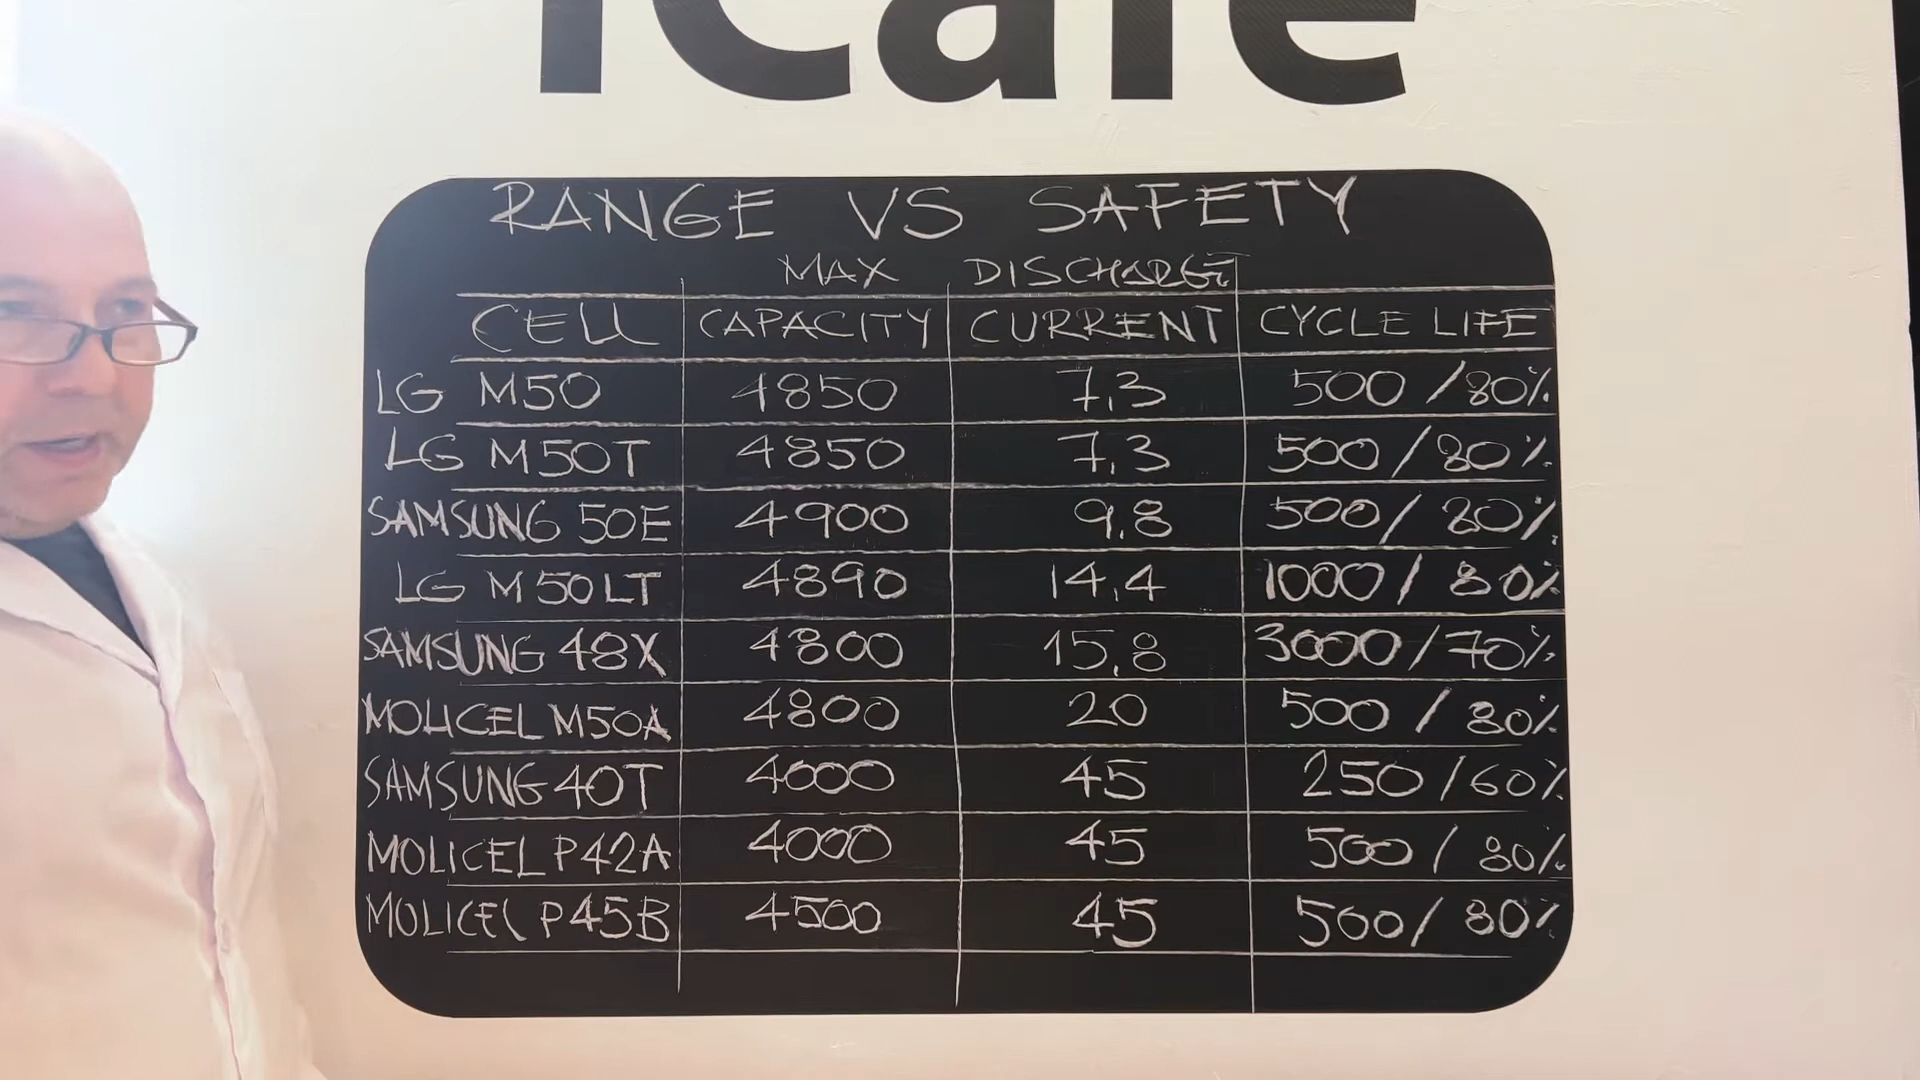 iCafe
RANGE VS SAFETY
MAX DISCHARGE
CELL CAPACITY CURRENT CYCLE LIFE
LG M50 4850 7,3 500 / 80%
LG M50T 4850 7,3 500 / 80%
SAMSUNG 50E 4900 9,8 500 / 80%
LG M50LT 4890 14,4 1000 / 80%
SAMSUNG 48X 4800 15,8 3000 / 70%
MOLICEL M50A 4800 20 500 / 80%
SAMSUNG 40T 4000 45 250 / 60%
MOLICEL P42A 4000 45 500 / 80%
MOLICEL P45B 4500 45 500 / 80%